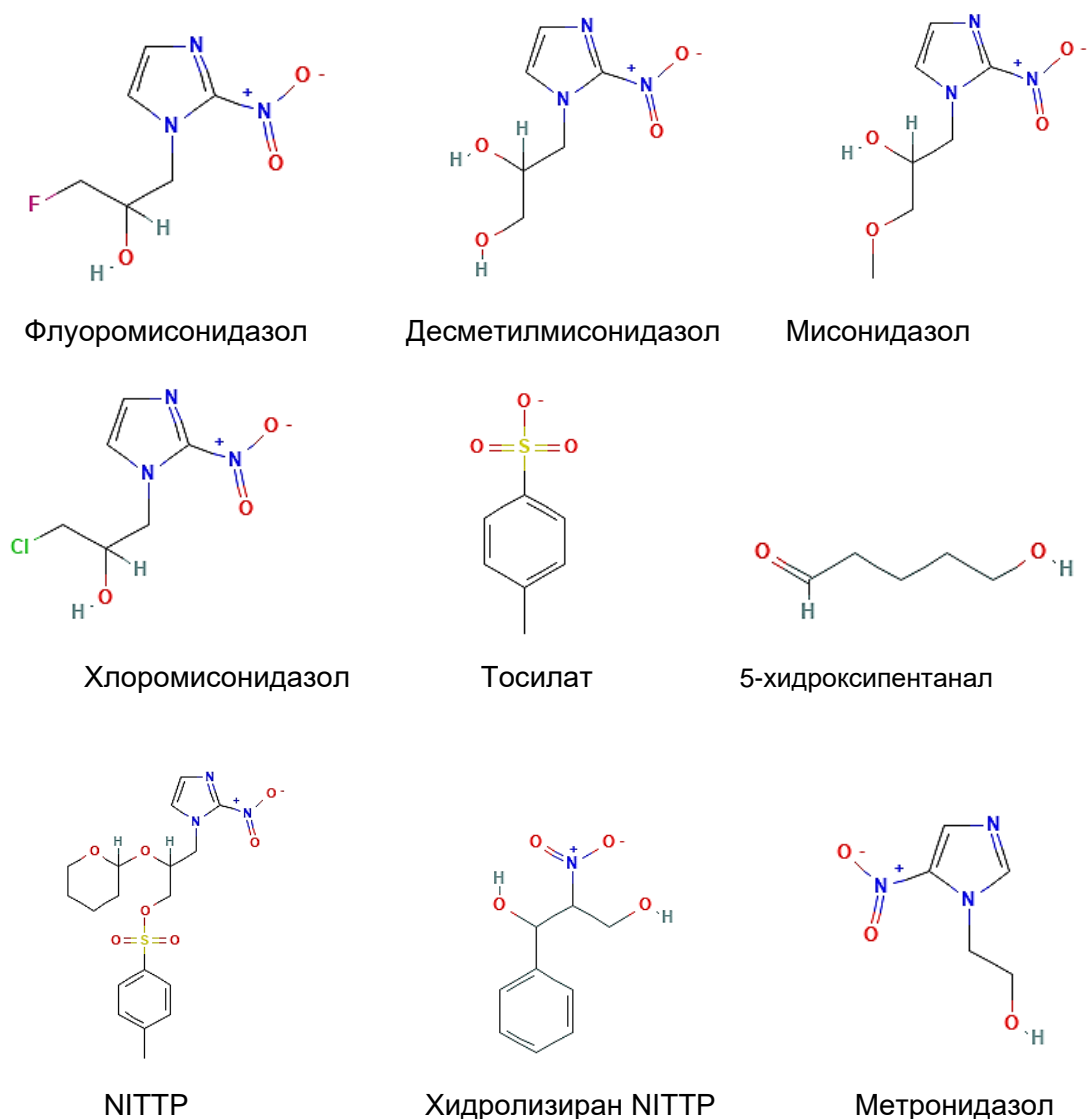 Флуоромисонидазол
Десметилмисонидазол
Мисонидазол
Хлоромисонидазол
Тосилат
5-хидроксипентанал
NITTP
Хидролизиран NITTP
Метронидазол